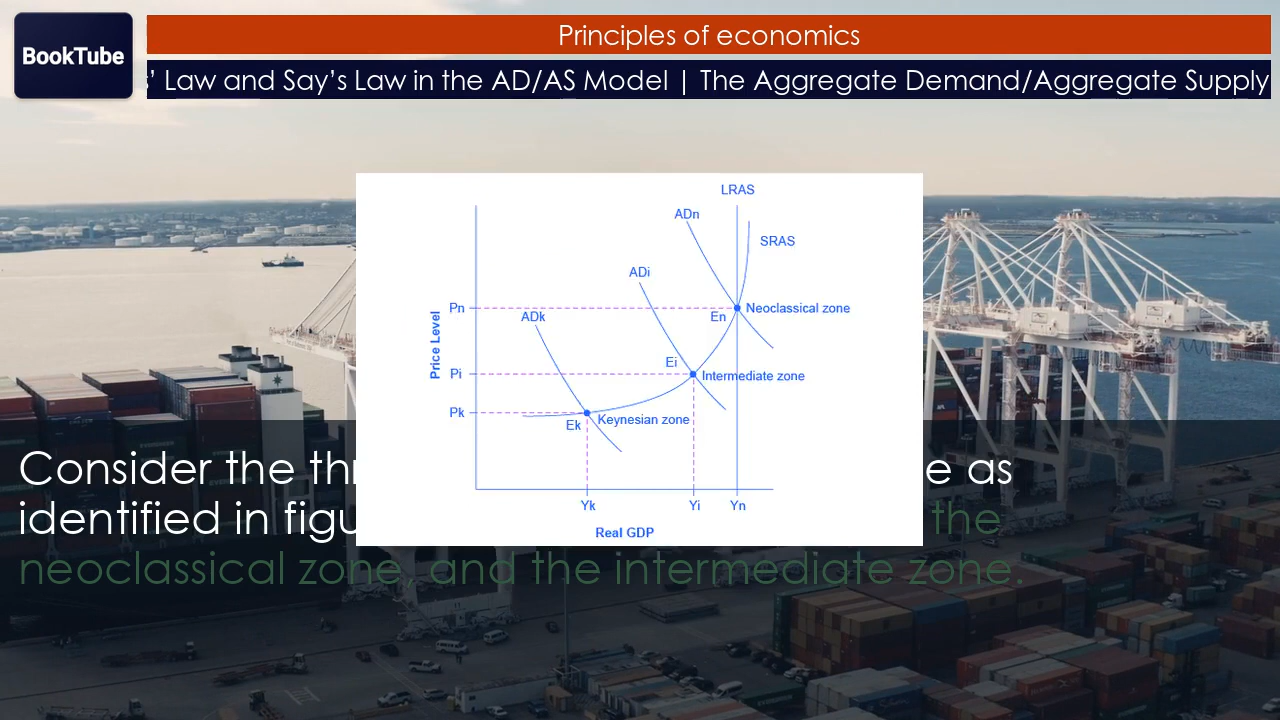 BookTube
Principles of economics
’ Law and Say’s Law in the AD/AS Model | The Aggregate Demand/Aggregate Supply
LRAS
ADn
SRAS
ADi
Pn
En
Neoclassical zone
ADk
Price Level
Ei
Pi
Intermediate zone
Pk
Ek
Keynesian zone
Yk
Yi
Yn
Real GDP
Consider the as
identified in the
neoclassical zone, and the intermediate zone.